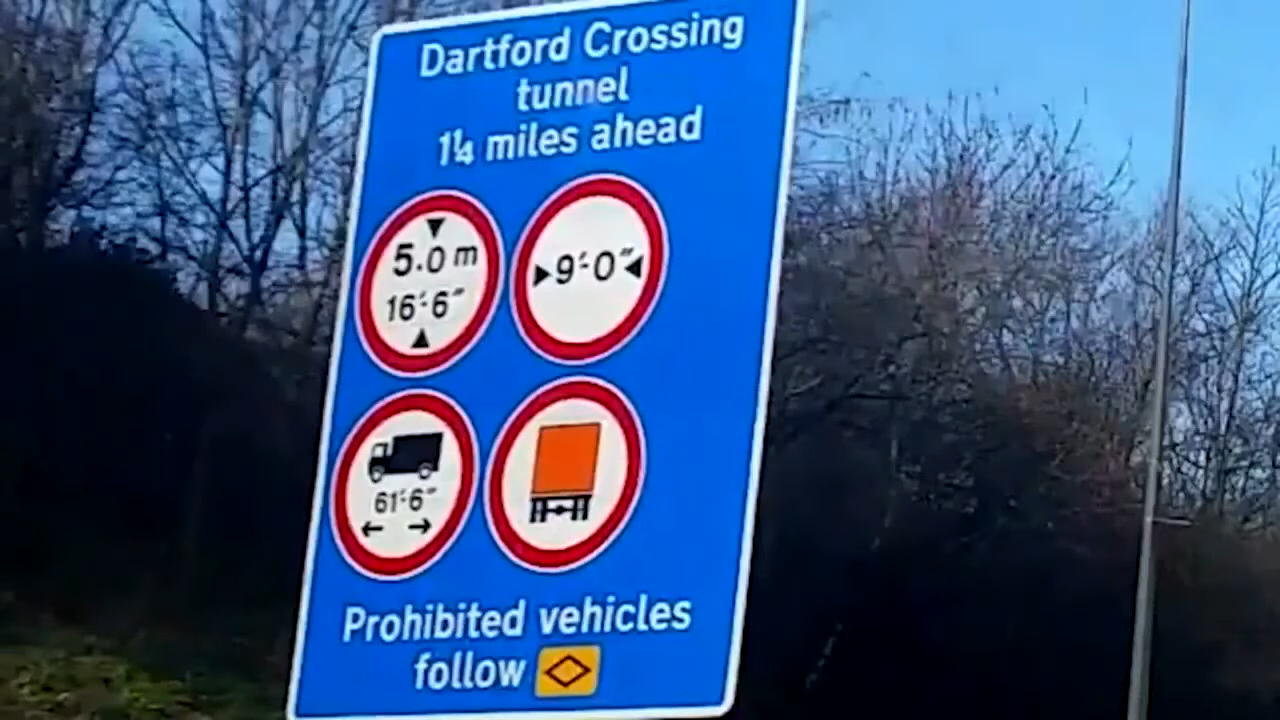 Dartford Crossing
tunnel
1¼ miles ahead
5.0 m
16'-6"
9'-0"
61'-6"
Prohibited vehicles
follow